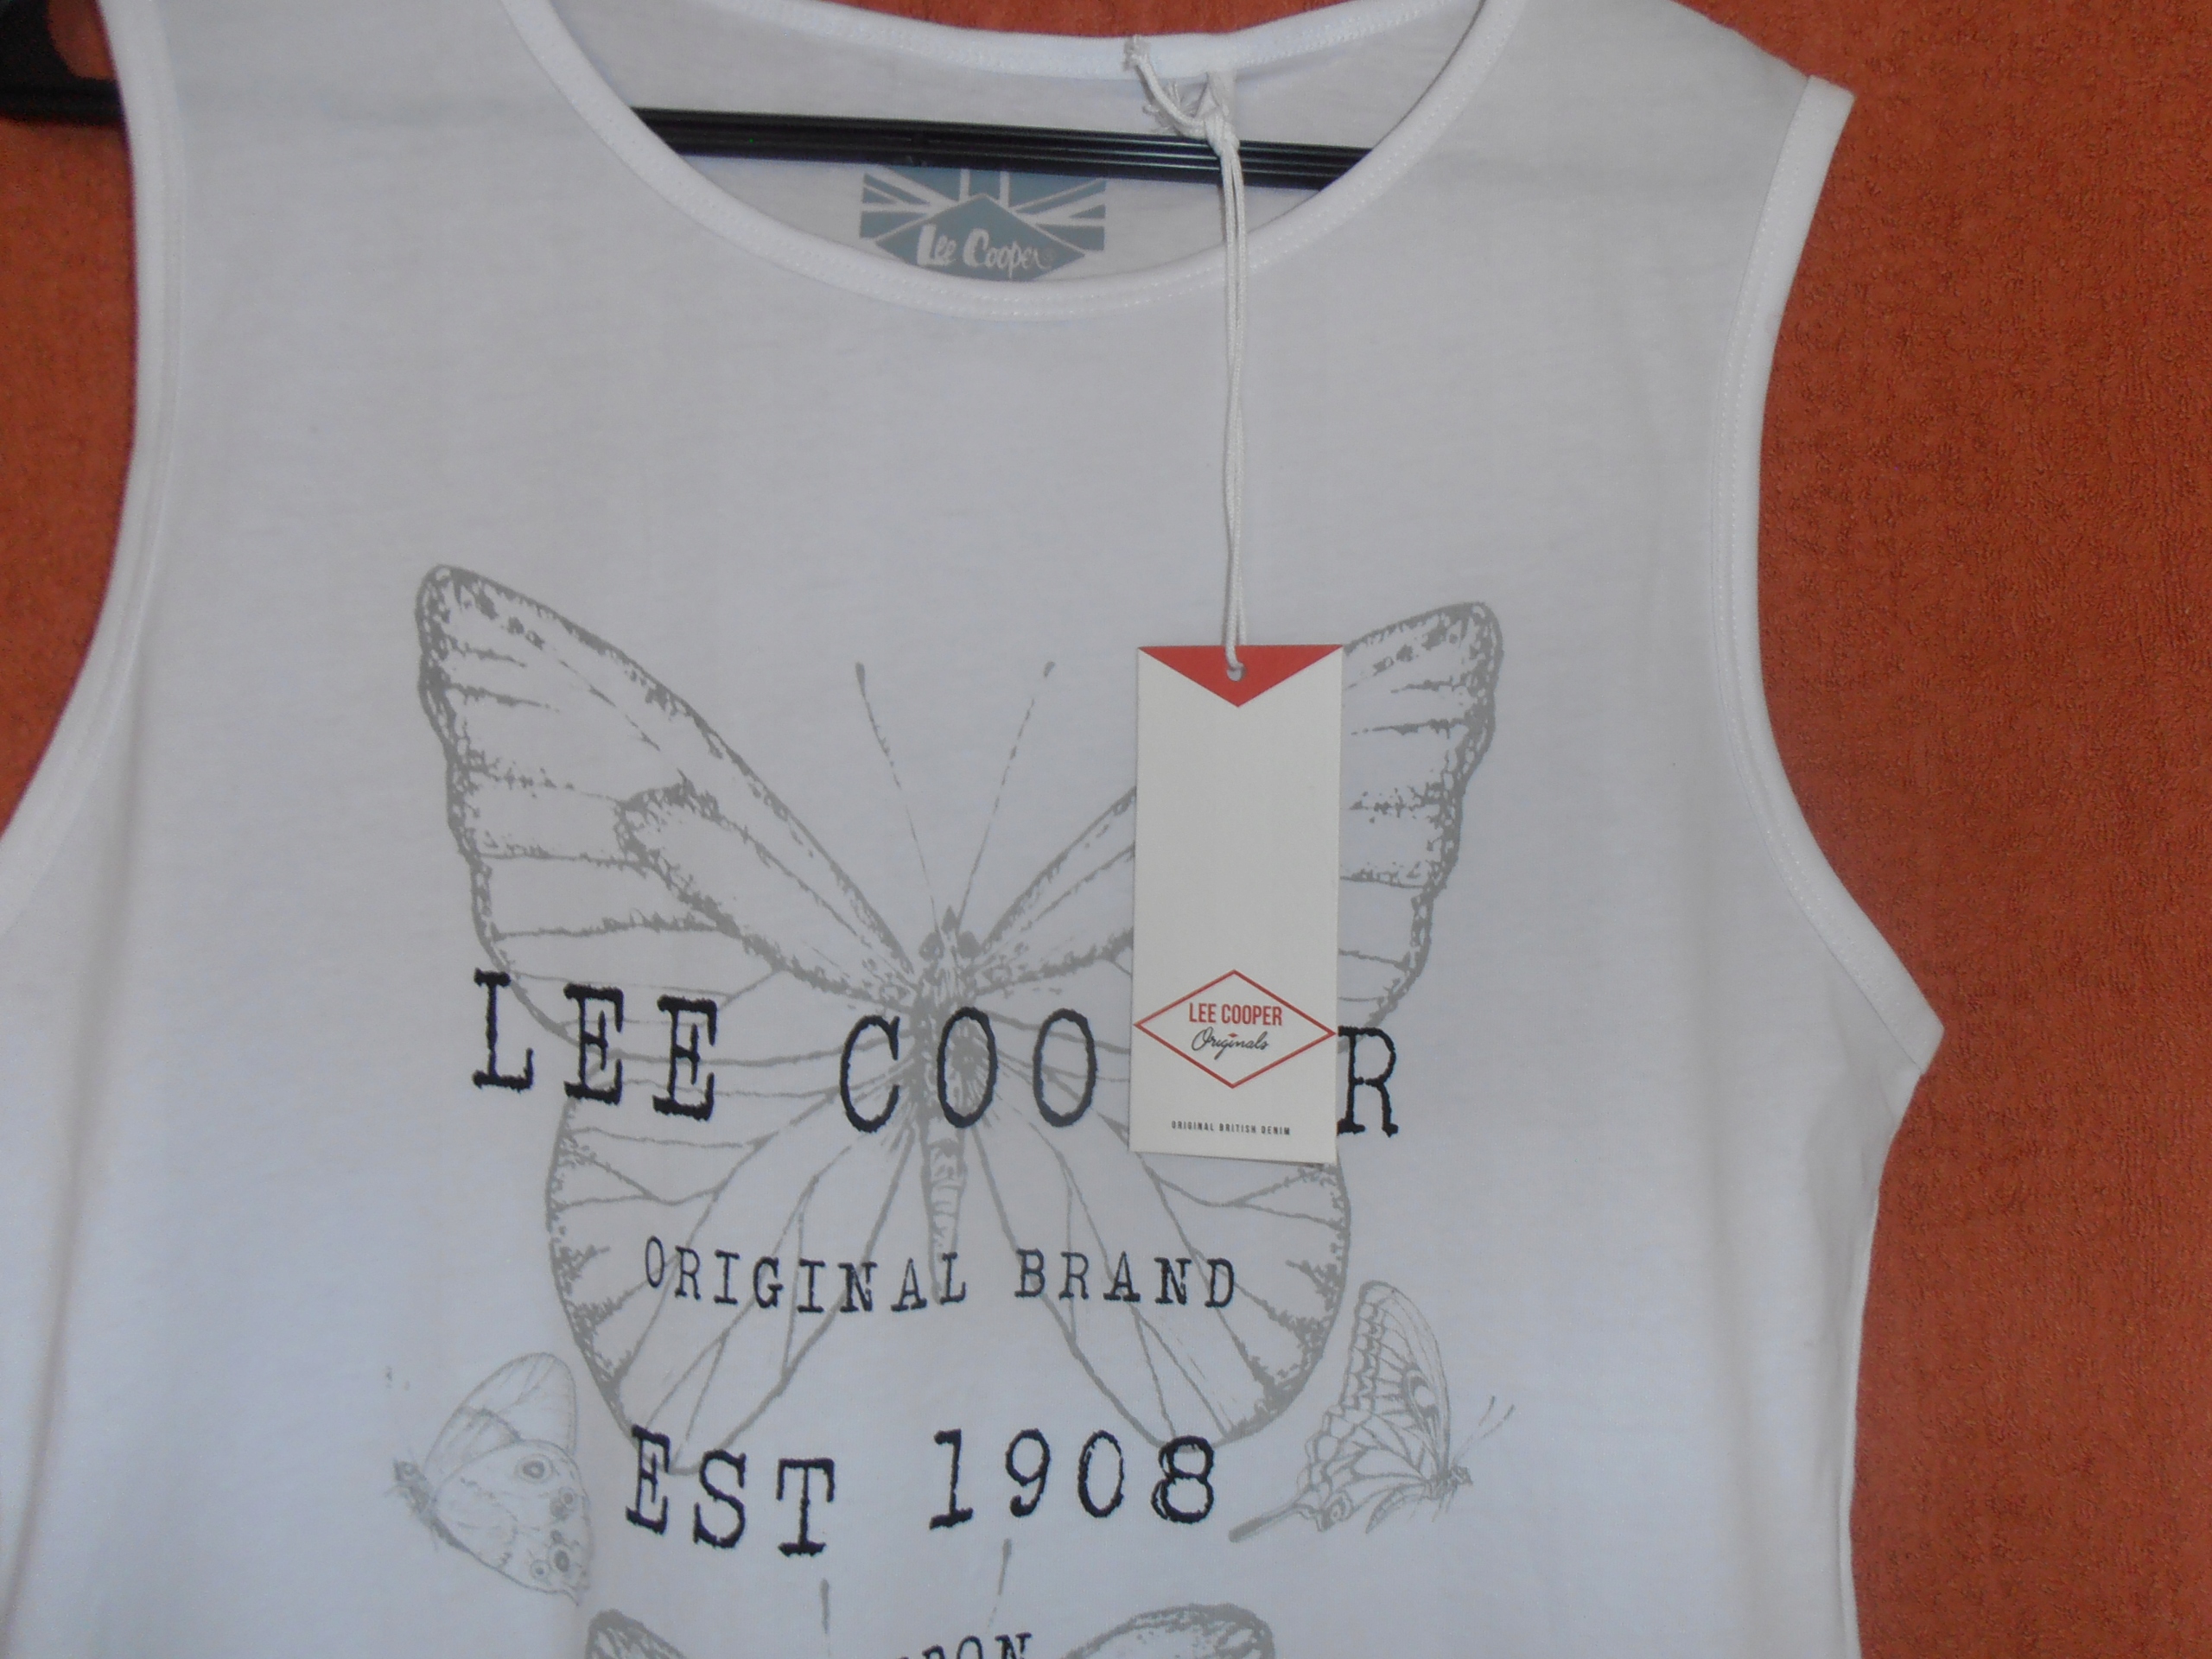 Lee Cooper®
LEE COO R
LEE COOPER
Originals
ORIGINAL BRITISH DENIM
ORIGINAL BRAND
EST 1908